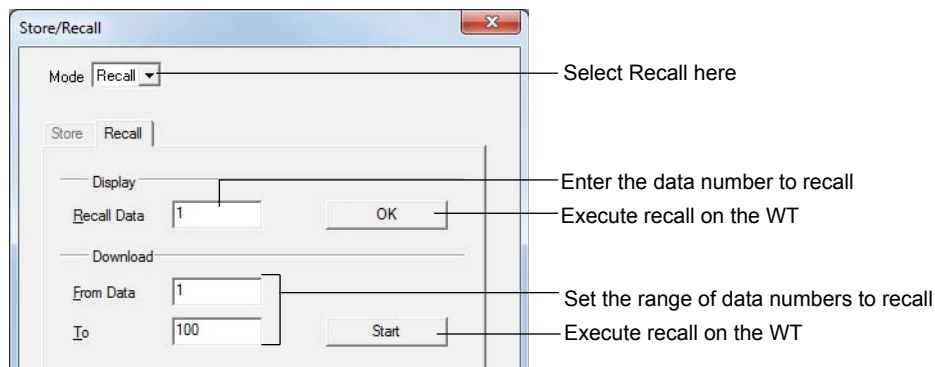 Store/Recall
Mode Recall
Select Recall here
Store Recall
Display
Enter the data number to recall
Recall Data 1 OK
Execute recall on the WT
Download
From Data 1
Set the range of data numbers to recall
To 100 Start
Execute recall on the WT